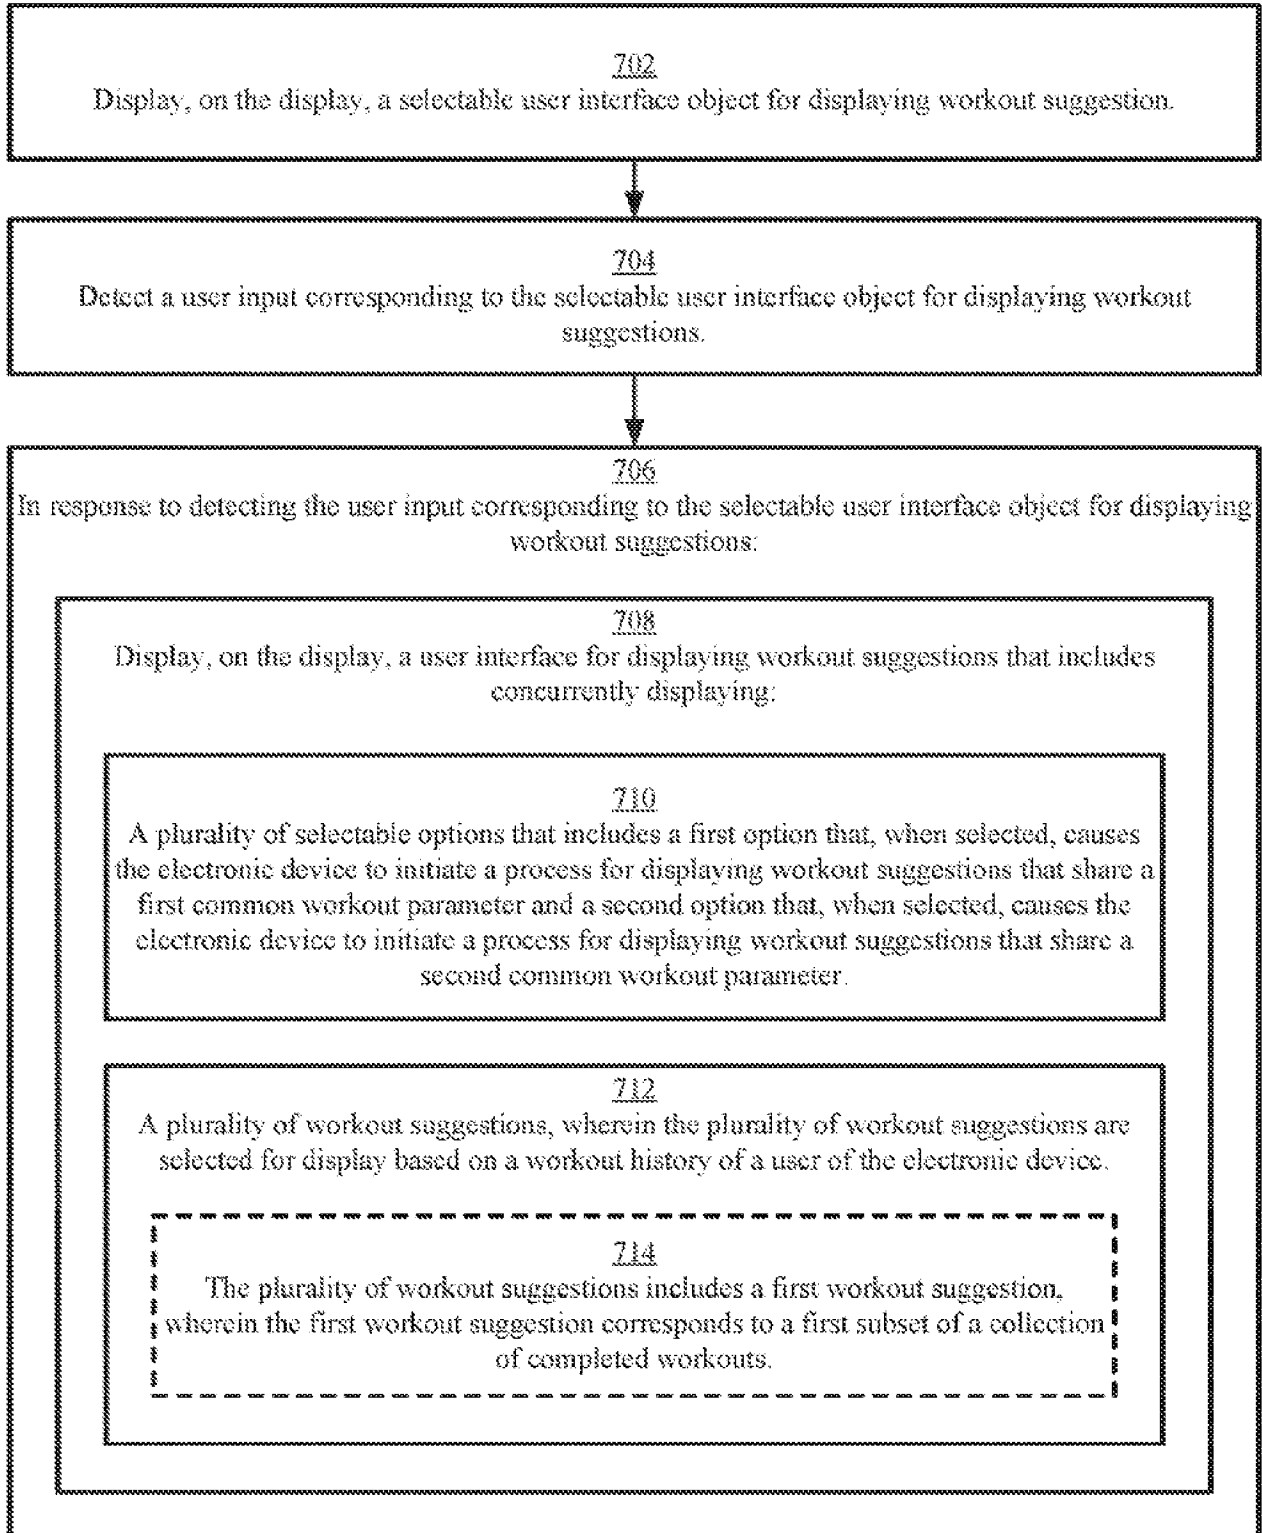 702
Display, on the display, a selectable user interface object for displaying workout suggestion.
704
Detect a user input corresponding to the selectable user interface object for displaying workout
suggestions.
706
In response to detecting the user input corresponding to the selectable user interface object for displaying
workout suggestions:
708
Display, on the display, a user interface for displaying workout suggestions that includes
concurrently displaying:
710
A plurality of selectable options that includes a first option that, when selected, causes
the electronic device to initiate a process for displaying workout suggestions that share a
first common workout parameter and a second option that, when selected, causes the
electronic device to initiate a process for displaying workout suggestions that share a
second common workout parameter.
712
A plurality of workout suggestions, wherein the plurality of workout suggestions are
selected for display based on a workout history of a user of the electronic device.
714
The plurality of workout suggestions includes a first workout suggestion,
wherein the first workout suggestion corresponds to a first subset of a collection
of completed workouts.